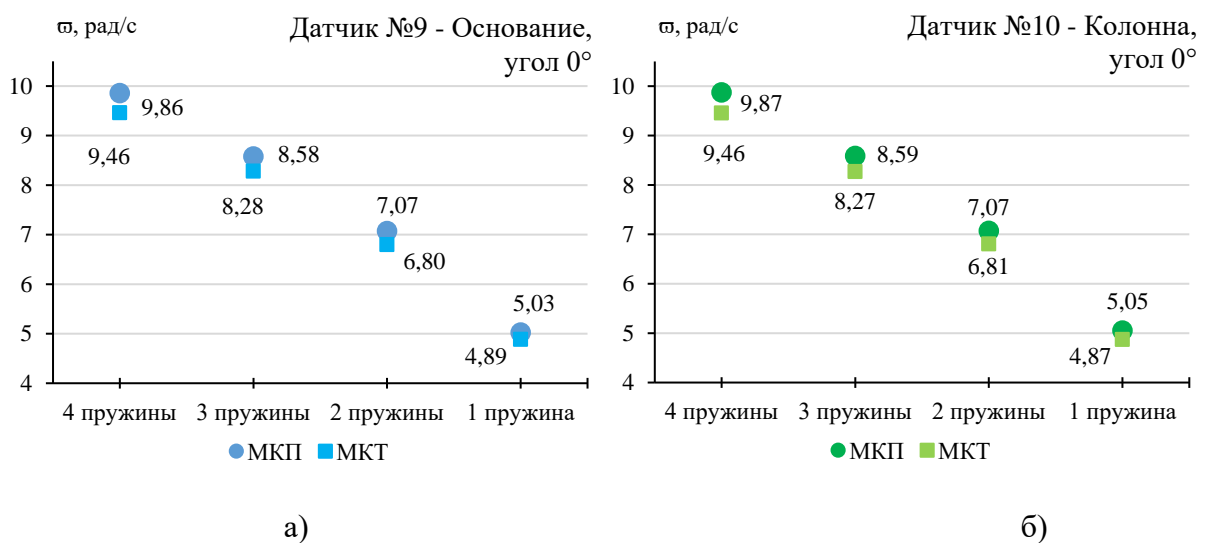 ϖ, рад/с
Датчик №9 - Основание,
угол 0°
10
9
8
7
6
5
4
9,86
9,46
8,58
8,28
7,07
6,80
5,03
4,89
4 пружины 3 пружины 2 пружины 1 пружина
МКП МКТ
а)
ϖ, рад/с
Датчик №10 - Колонна,
угол 0°
10
9
8
7
6
5
4
9,87
9,46
8,59
8,27
7,07
6,81
5,05
4,87
4 пружины 3 пружины 2 пружины 1 пружина
МКП МКТ
б)